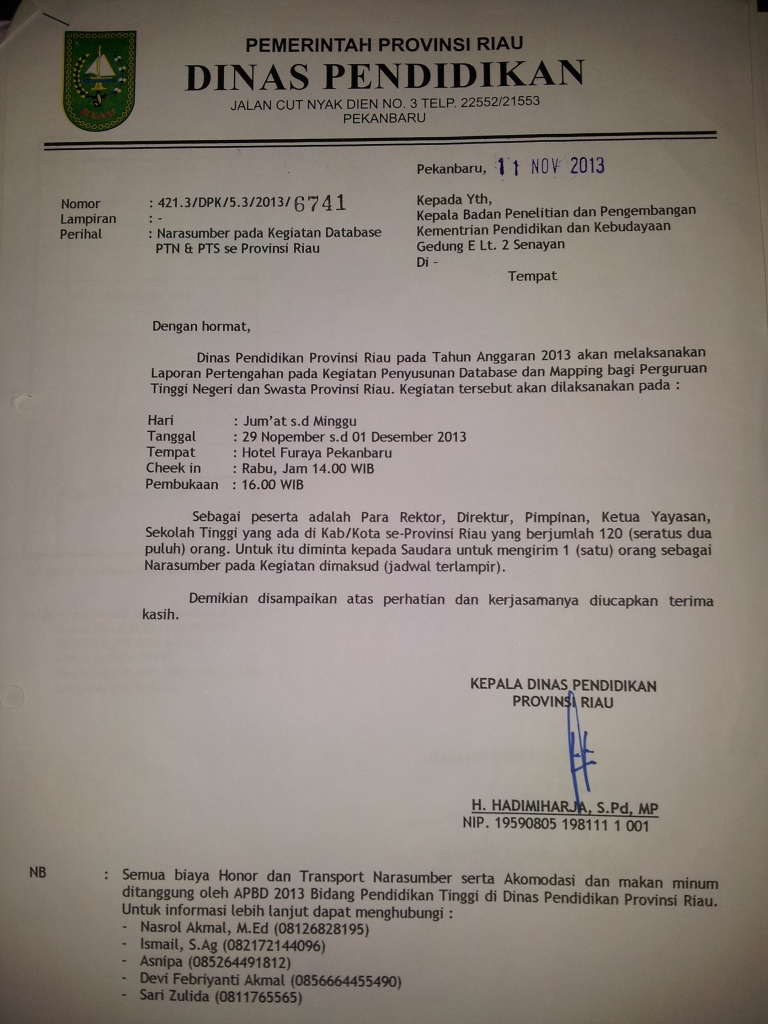 PEMERINTAH PROVINSI RIAU
DINAS PENDIDIKAN
JALAN CUT NYAK DIEN NO. 3 TELP. 22552/21553
PEKANBARU
Pekanbaru, 11 NOV 2013
Nomor : 421.3/DPK/5.3/2013/6741
Lampiran : -
Perihal : Narasumber pada Kegiatan Database
PTN & PTS se Provinsi Riau
Kepada Yth,
Kepala Badan Penelitian dan Pengembangan
Kementrian Pendidikan dan Kebudayaan
Gedung E Lt. 2 Senayan
Di -
Tempat
Dengan hormat,
Dinas Pendidikan Provinsi Riau pada Tahun Anggaran 2013 akan melaksanakan
Laporan Pertengahan pada Kegiatan Penyusunan Database dan Mapping bagi Perguruan
Tinggi Negeri dan Swasta Provinsi Riau. Kegiatan tersebut akan dilaksanakan pada :
Hari : Jum'at s.d Minggu
Tanggal : 29 Nopember s.d 01 Desember 2013
Tempat : Hotel Furaya Pekanbaru
Cheek in : Rabu, Jam 14.00 WIB
Pembukaan : 16.00 WIB
Sebagai peserta adalah Para Rektor, Direktur, Pimpinan, Ketua Yayasan,
Sekolah Tinggi yang ada di Kab/Kota se-Provinsi Riau yang berjumlah 120 (seratus dua
puluh) orang. Untuk itu diminta kepada Saudara untuk mengirim 1 (satu) orang sebagai
Narasumber pada Kegiatan dimaksud (jadwal terlampir).
Demikian disampaikan atas perhatian dan kerjasamanya diucapkan terima
kasih.
KEPALA DINAS PENDIDIKAN
PROVINSI RIAU
H. HADIMIHARJA, S.Pd, MP
NIP. 19590805 198111 1 001
NB : Semua biaya Honor dan Transport Narasumber serta Akomodasi dan makan minum
ditanggung oleh APBD 2013 Bidang Pendidikan Tinggi di Dinas Pendidikan Provinsi Riau.
Untuk informasi lebih lanjut dapat menghubungi :
- Nasrol Akmal, M.Ed (08126828195)
- Ismail, S.Ag (082172144096)
- Asnipa (085264491812)
- Devi Febriyanti Akmal (085664455490)
- Sari Zulida (0811765565)